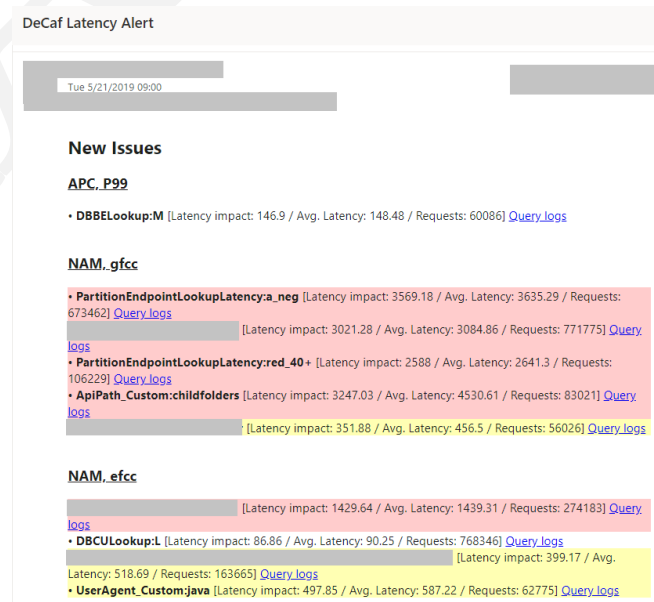 DeCaf Latency Alert
Tue 5/21/2019 09:00
New Issues
APC, P99
• DBBELookup:M [Latency impact: 146.9 / Avg. Latency: 148.48 / Requests: 60086] Query logs
NAM, gfcc
• PartitionEndpointLookupLatency:a_neg [Latency impact: 3569.18 / Avg. Latency: 3635.29 / Requests:
673462] Query logs
[Latency impact: 3021.28 / Avg. Latency: 3084.86 / Requests: 771775] Query
logs
• PartitionEndpointLookupLatency:red_40+ [Latency impact: 2588 / Avg. Latency: 2641.3 / Requests:
106229] Query logs
• ApiPath_Custom:childfolders [Latency impact: 3247.03 / Avg. Latency: 4530.61 / Requests: 83021] Query
logs
[Latency impact: 351.88 / Avg. Latency: 456.5 / Requests: 56026] Query logs
NAM, efcc
[Latency impact: 1429.64 / Avg. Latency: 1439.31 / Requests: 274183] Query
logs
• DBCULookup:L [Latency impact: 86.86 / Avg. Latency: 90.25 / Requests: 768346] Query logs
[Latency impact: 399.17 / Avg.
Latency: 518.69 / Requests: 163665] Query logs
• UserAgent_Custom:java [Latency impact: 497.85 / Avg. Latency: 587.22 / Requests: 62775] Query logs